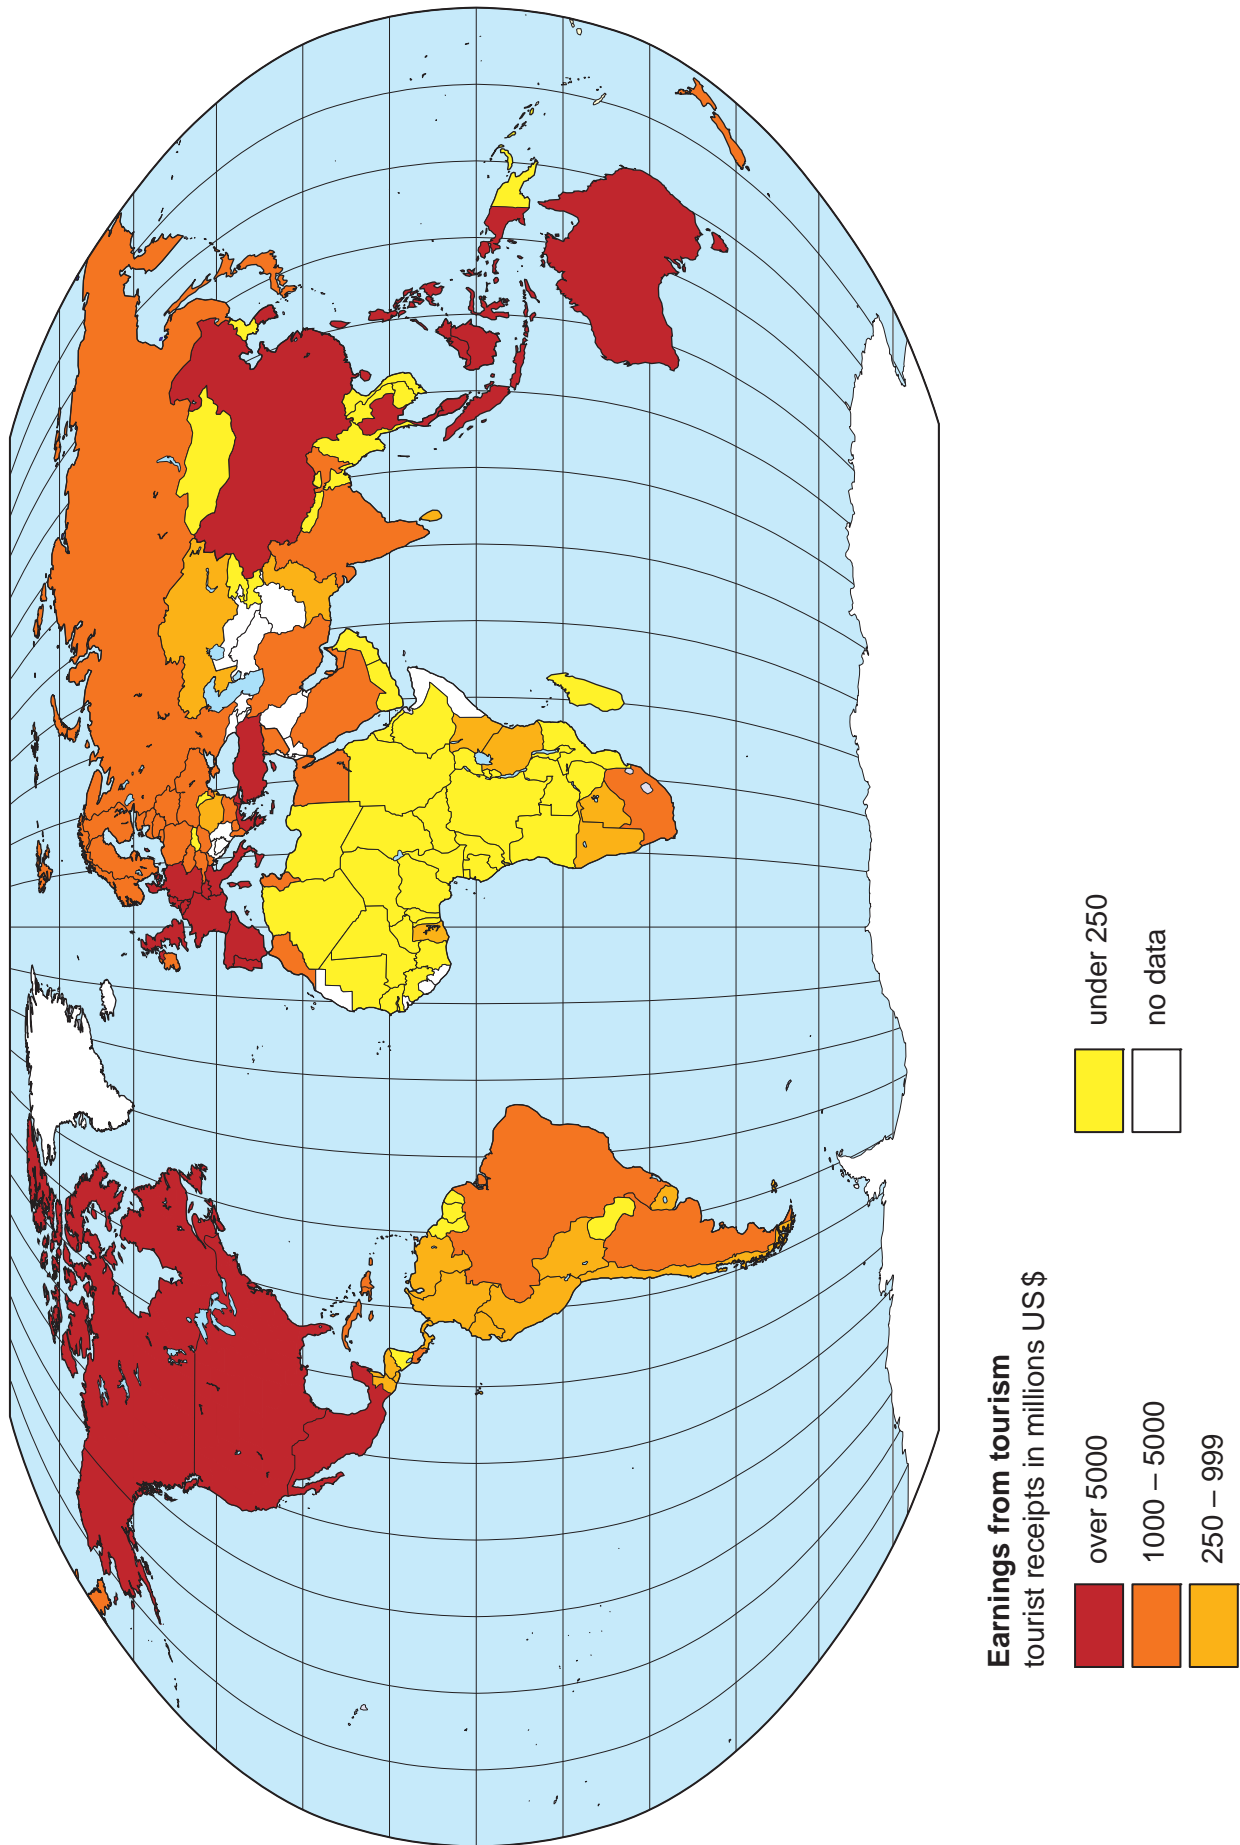 Earnings from tourism
tourist receipts in millions US$
over 5000
1000 – 5000
250 – 999
under 250
no data